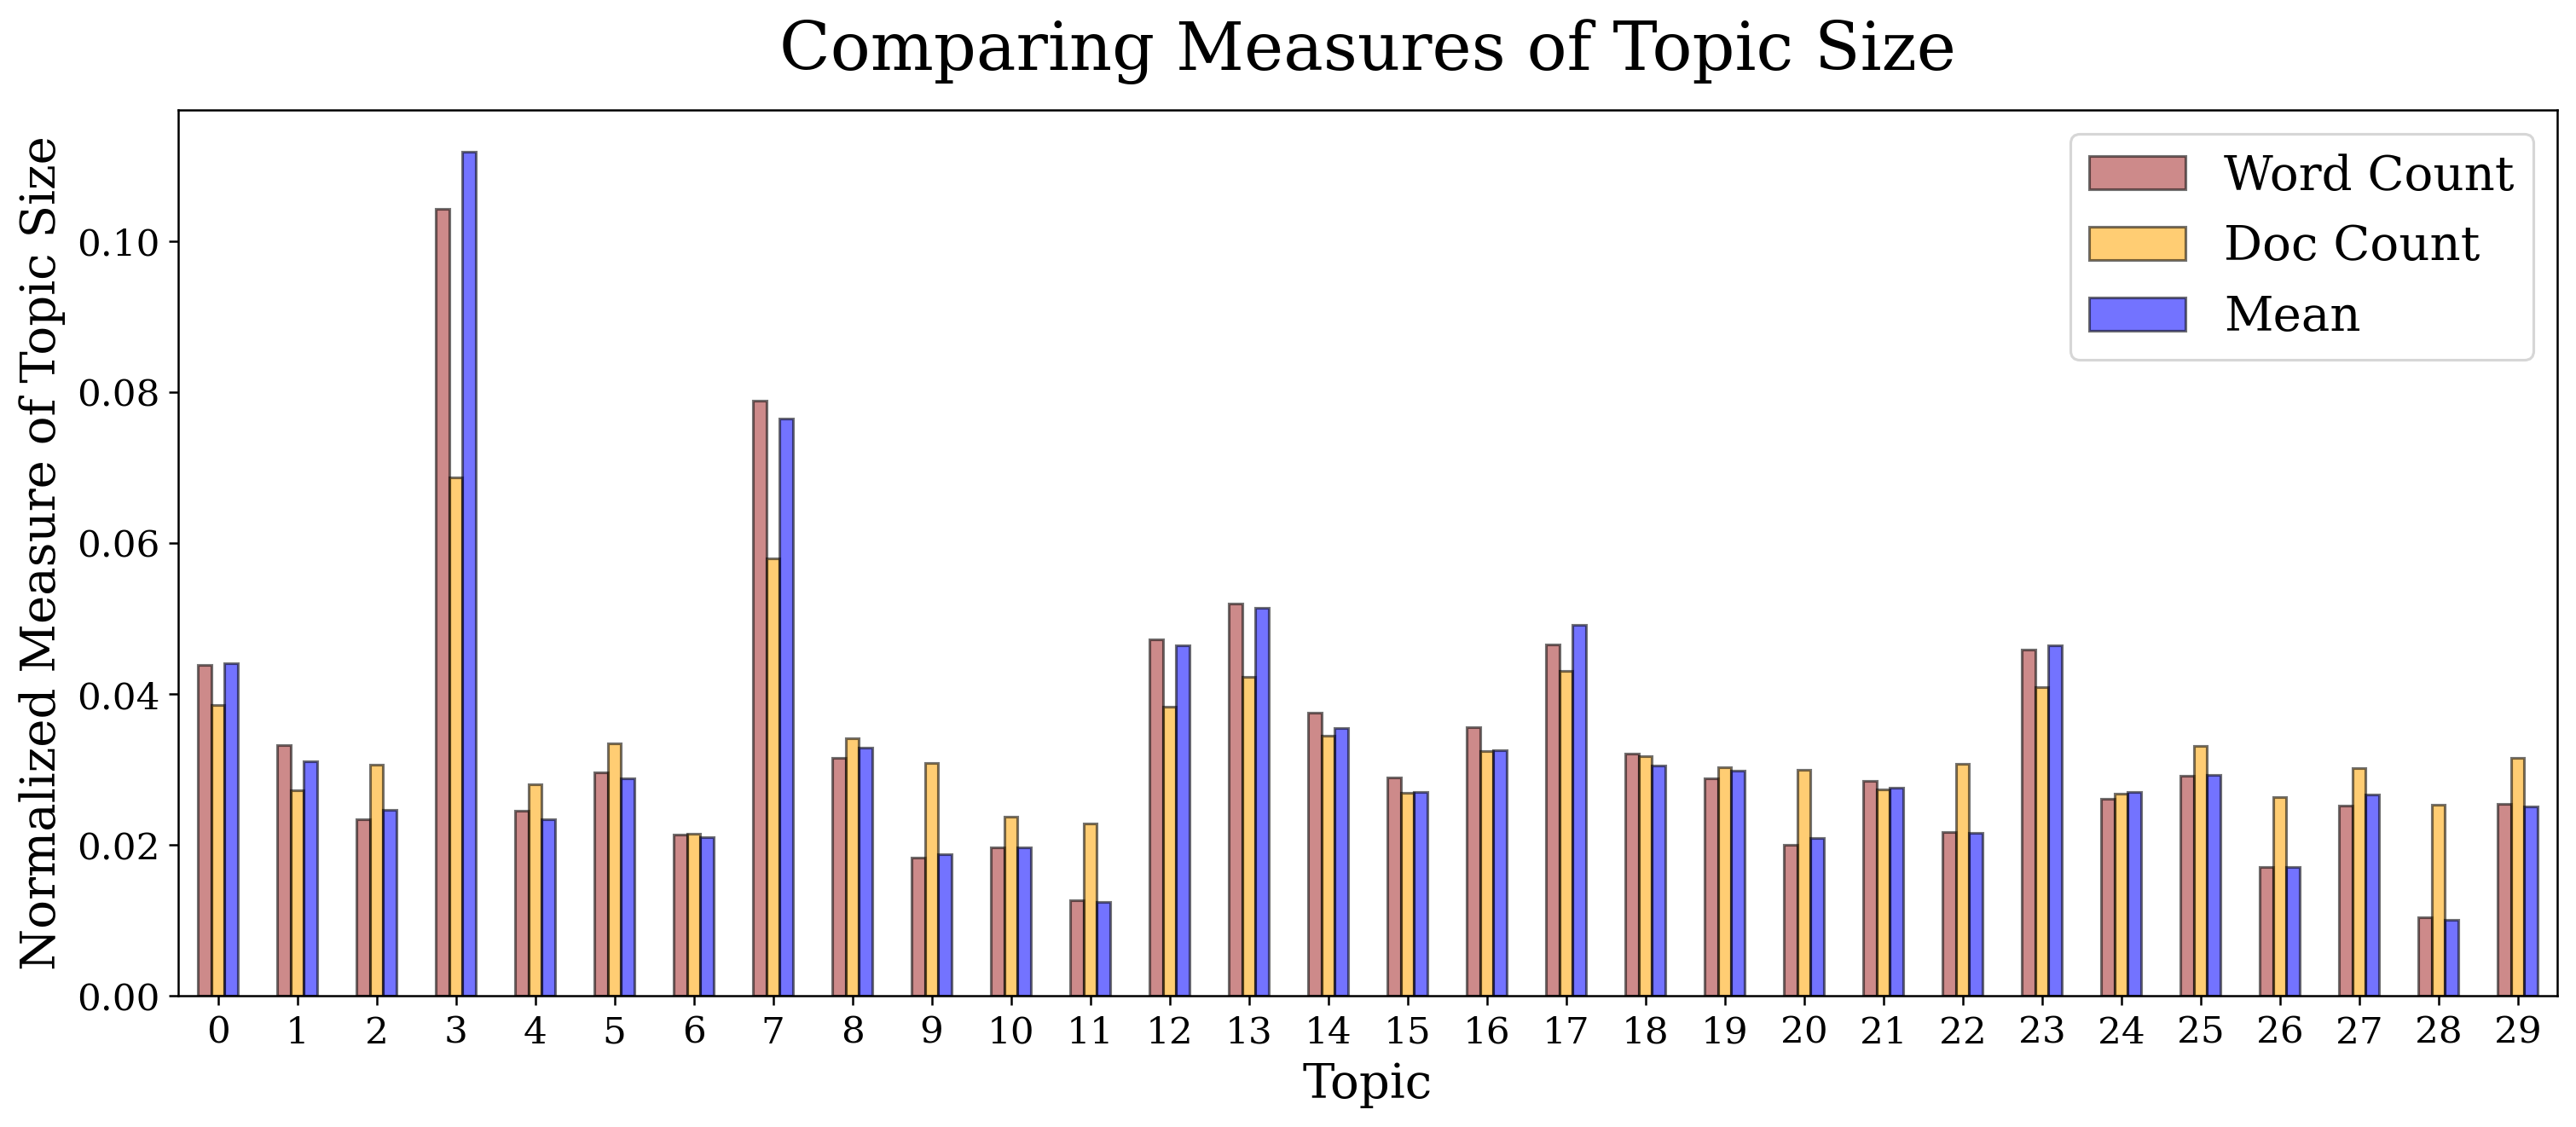 Comparing Measures of Topic Size
Normalized Measure of Topic Size
0.10
0.08
0.06
0.04
0.02
0.00
Word Count
Doc Count
Mean
0 1 2 3 4 5 6 7 8 9 10 11 12 13 14 15 16 17 18 19 20 21 22 23 24 25 26 27 28 29
Topic